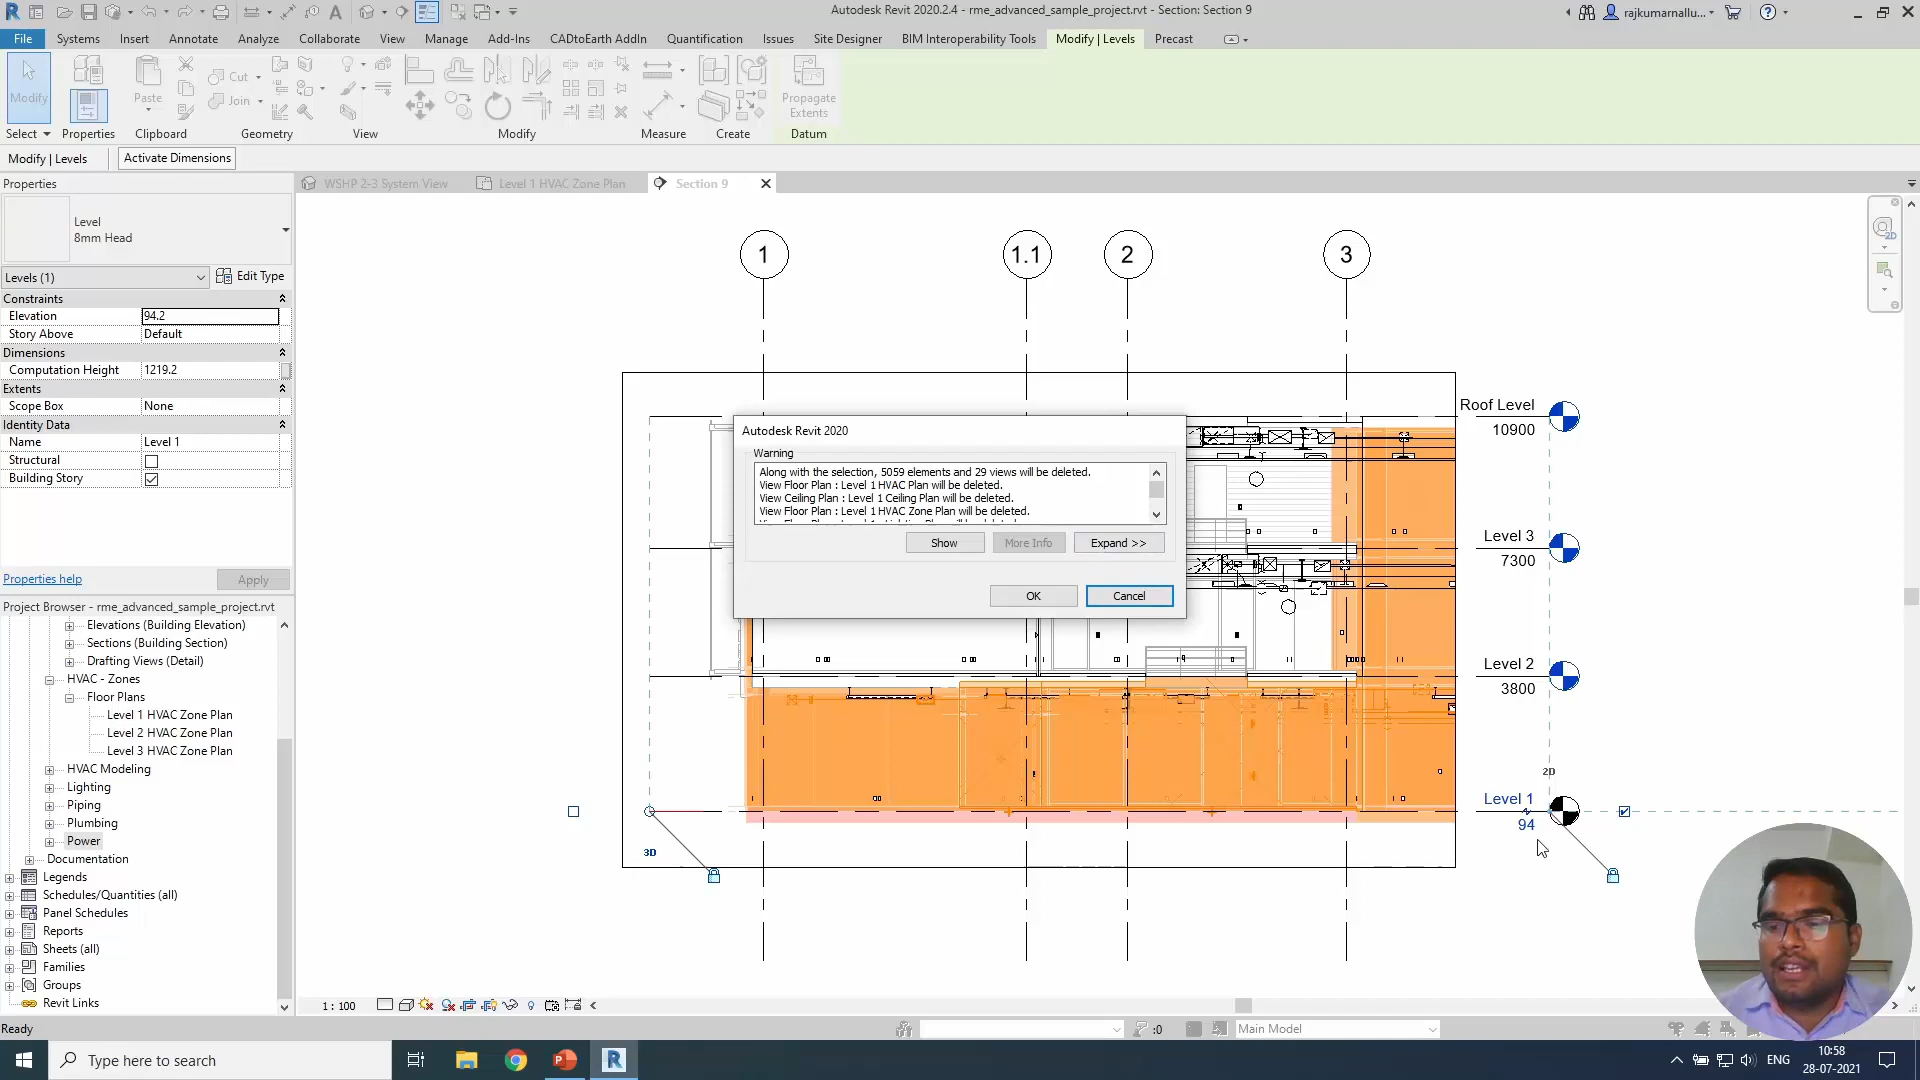 Autodesk Revit 2020.2.4 - rme_advanced_sample_project.rvt - Section: Section 9
rajkumarnallu...
File Systems Insert Annotate Analyze Collaborate View Manage Add-Ins CADtoEarth AddIn Quantification Issues Site Designer BIM Interoperability Tools Modify | Levels Precast
Modify
Paste
Cut
Join
Propagate
Extents
Select Properties Clipboard Geometry View Modify Measure Create Datum
Modify | Levels Activate Dimensions
Properties
WSHP 2-3 System View Level 1 HVAC Zone Plan Section 9
Level
8mm Head
Levels (1) Edit Type
Constraints
Elevation 94.2
Story Above Default
Dimensions
Computation Height 1219.2
Extents
Scope Box None
Identity Data
Name Level 1
Structural
Building Story
Properties help Apply
Project Browser - rme_advanced_sample_project.rvt
Elevations (Building Elevation)
Sections (Building Section)
Drafting Views (Detail)
HVAC - Zones
Floor Plans
Level 1 HVAC Zone Plan
Level 2 HVAC Zone Plan
Level 3 HVAC Zone Plan
HVAC Modeling
Lighting
Piping
Plumbing
Power
Documentation
Legends
Schedules/Quantities (all)
Panel Schedules
Reports
Sheets (all)
Families
Groups
Revit Links
1 1.1 2 3
Roof Level
10900
Level 3
7300
Level 2
3800
2D
Level 1
94
3D
Autodesk Revit 2020
Warning
Along with the selection, 5059 elements and 29 views will be deleted.
View Floor Plan : Level 1 HVAC Plan will be deleted.
View Ceiling Plan : Level 1 Ceiling Plan will be deleted.
View Floor Plan : Level 1 HVAC Zone Plan will be deleted.
Show More Info Expand >>
OK Cancel
1 : 100
Ready
:0
Main Model
Type here to search
ENG
10:58
28-07-2021